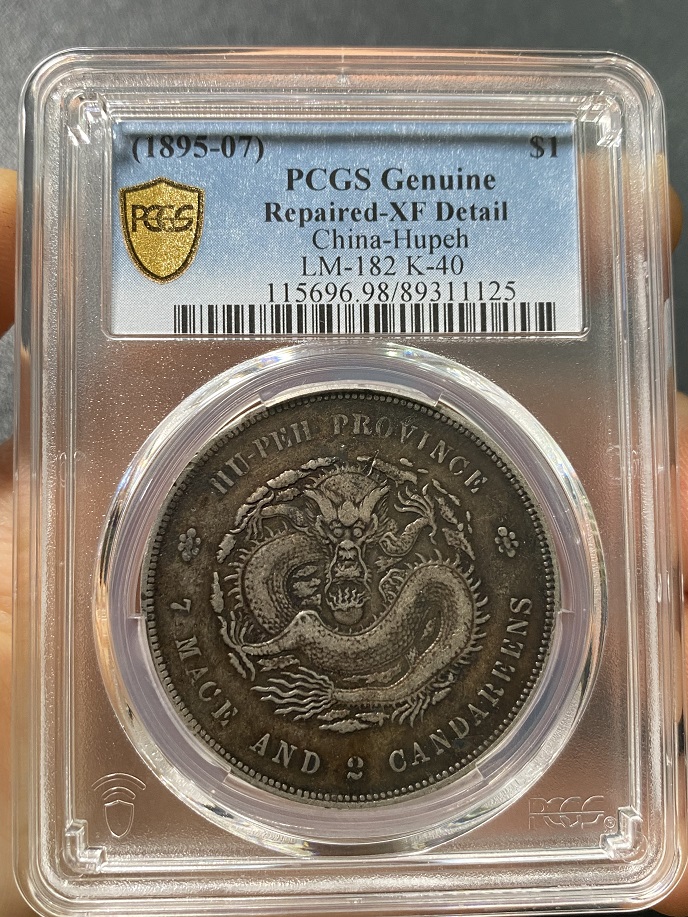 (1895-07) $1
PCGS Genuine
PCGS
Repaired-XF Detail
China-Hupeh
LM-182 K-40
115696.98/89311125
HU-PEH PROVINCE
7 MACE AND 2 CANDAREENS
PCGS